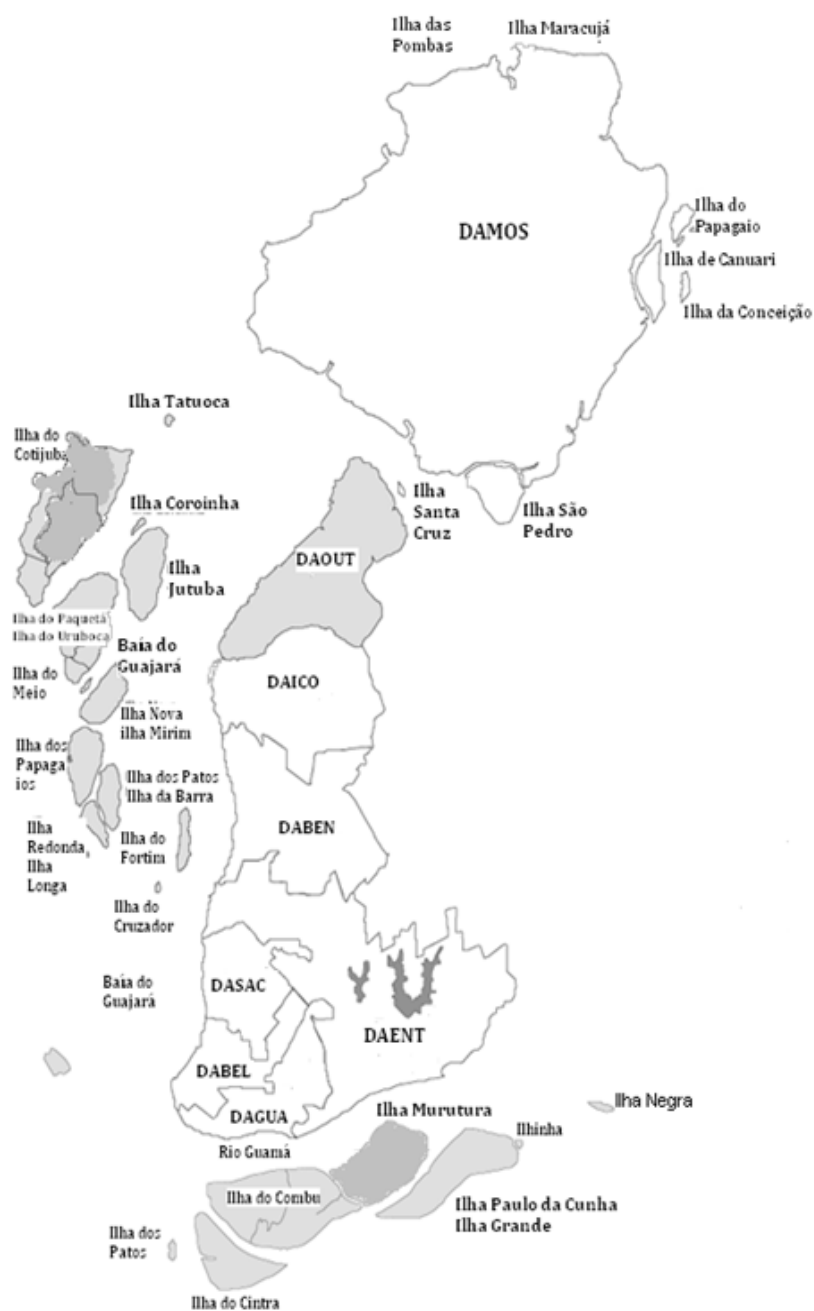 Ilha das
Pombas
Ilha Maracujá
Ilha do
Papagaio
DAMOS
Ilha de Canuari
Ilha da Conceição
Ilha Tatuoca
Ilha do
Cotijuba
Ilha Coroinha
Ilha
Santa
Cruz
Ilha São
Pedro
DAOUT
Ilha
Jutuba
Ilha do Paquetá
Ilha do Uruboca
Baía do
Guajará
Ilha do
Meio
DAICO
Ilha Nova
ilha Mirim
Ilha dos
Papaga
ios
Ilha dos Patos
Ilha da Barra
DABEN
Ilha
Redonda
Ilha
Longa
Ilha do
Fortim
Ilha do
Cruzador
Baía do
Guajará
DASAC
DAENT
DABEL
DAGUA
Ilha Murutura
Ilha Negra
Rio Guamá
Ilhinha
Ilha do Combu
Ilha Paulo da Cunha
Ilha Grande
Ilha dos
Patos
Ilha do Cintra